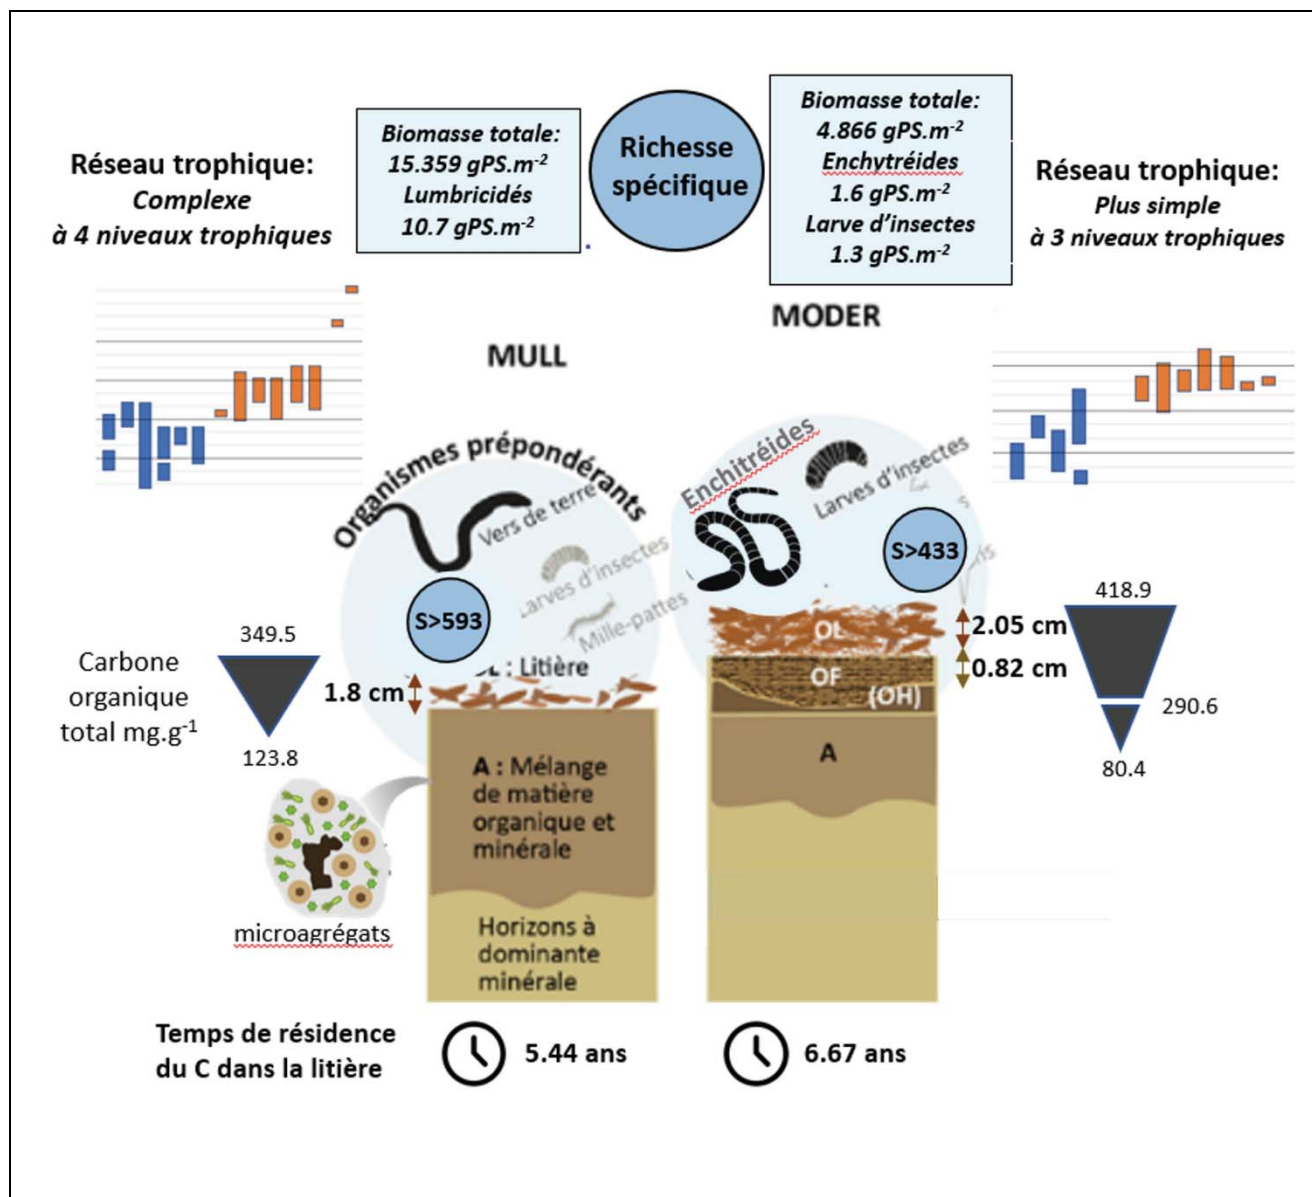 Réseau trophique:
Complexe
à 4 niveaux trophiques
Biomasse totale:
15.359 gPS.m⁻²
Lumbricidés
10.7 gPS.m⁻²
Richesse
spécifique
Biomasse totale:
4.866 gPS.m⁻²
Enchytréides
1.6 gPS.m⁻²
Larve d’insectes
1.3 gPS.m⁻²
Réseau trophique:
Plus simple
à 3 niveaux trophiques
MULL
MODER
Organismes prépondérants
Vers de terre
Larves d'insectes
Mille-pattes
S>593
: Litière
Enchitréides
Larves d'insectes
S>433
Carbone
organique
total mg.g⁻¹
349.5
123.8
1.8 cm
OL
OF
(OH)
A
2.05 cm
0.82 cm
418.9
290.6
80.4
A : Mélange
de matière
organique et
minérale
Horizons à
dominante
minérale
microagrégats
Temps de résidence
du C dans la litière
5.44 ans
6.67 ans